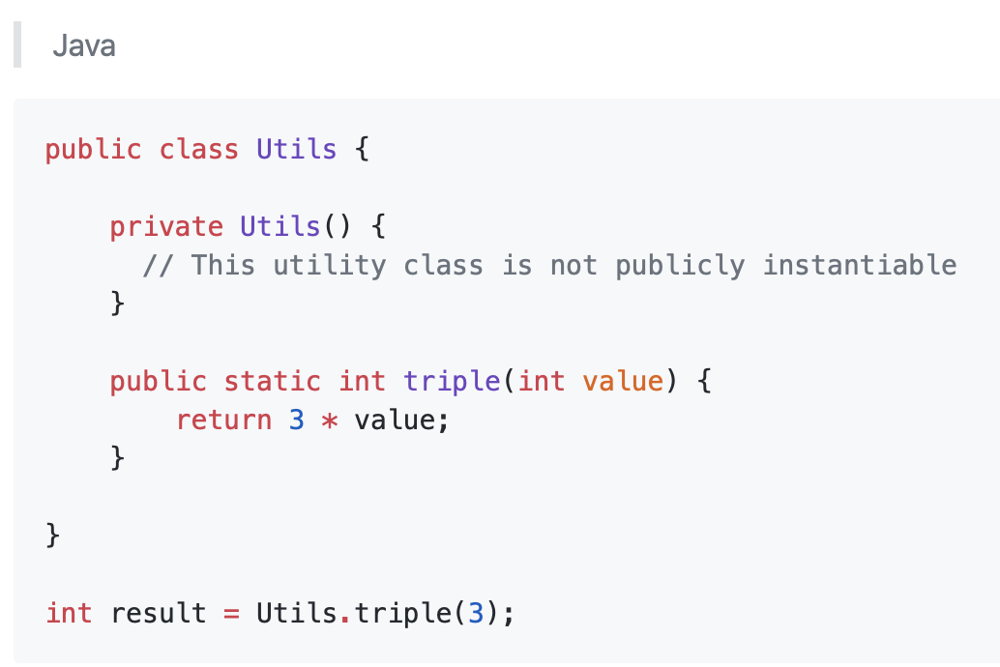 Java
public class Utils {
private Utils() {
// This utility class is not publicly instantiable
}
public static int triple(int value) {
return 3 * value;
}
}
int result = Utils.triple(3);